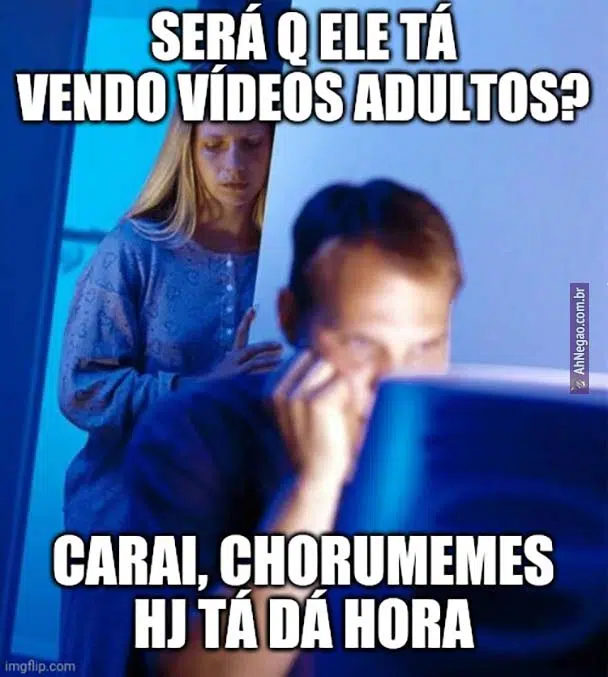 SERÁ Q ELE TÁ
VENDO VÍDEOS ADULTOS?
AhNegao.com.br
CARAI, CHORUMEMES
HJ TÁ DÁ HORA
imgflip.com